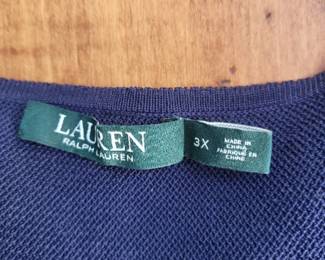 LAUREN
RALPH LAUREN
3X
MADE IN
CHINA
FABRIQUÉ EN
CHINE